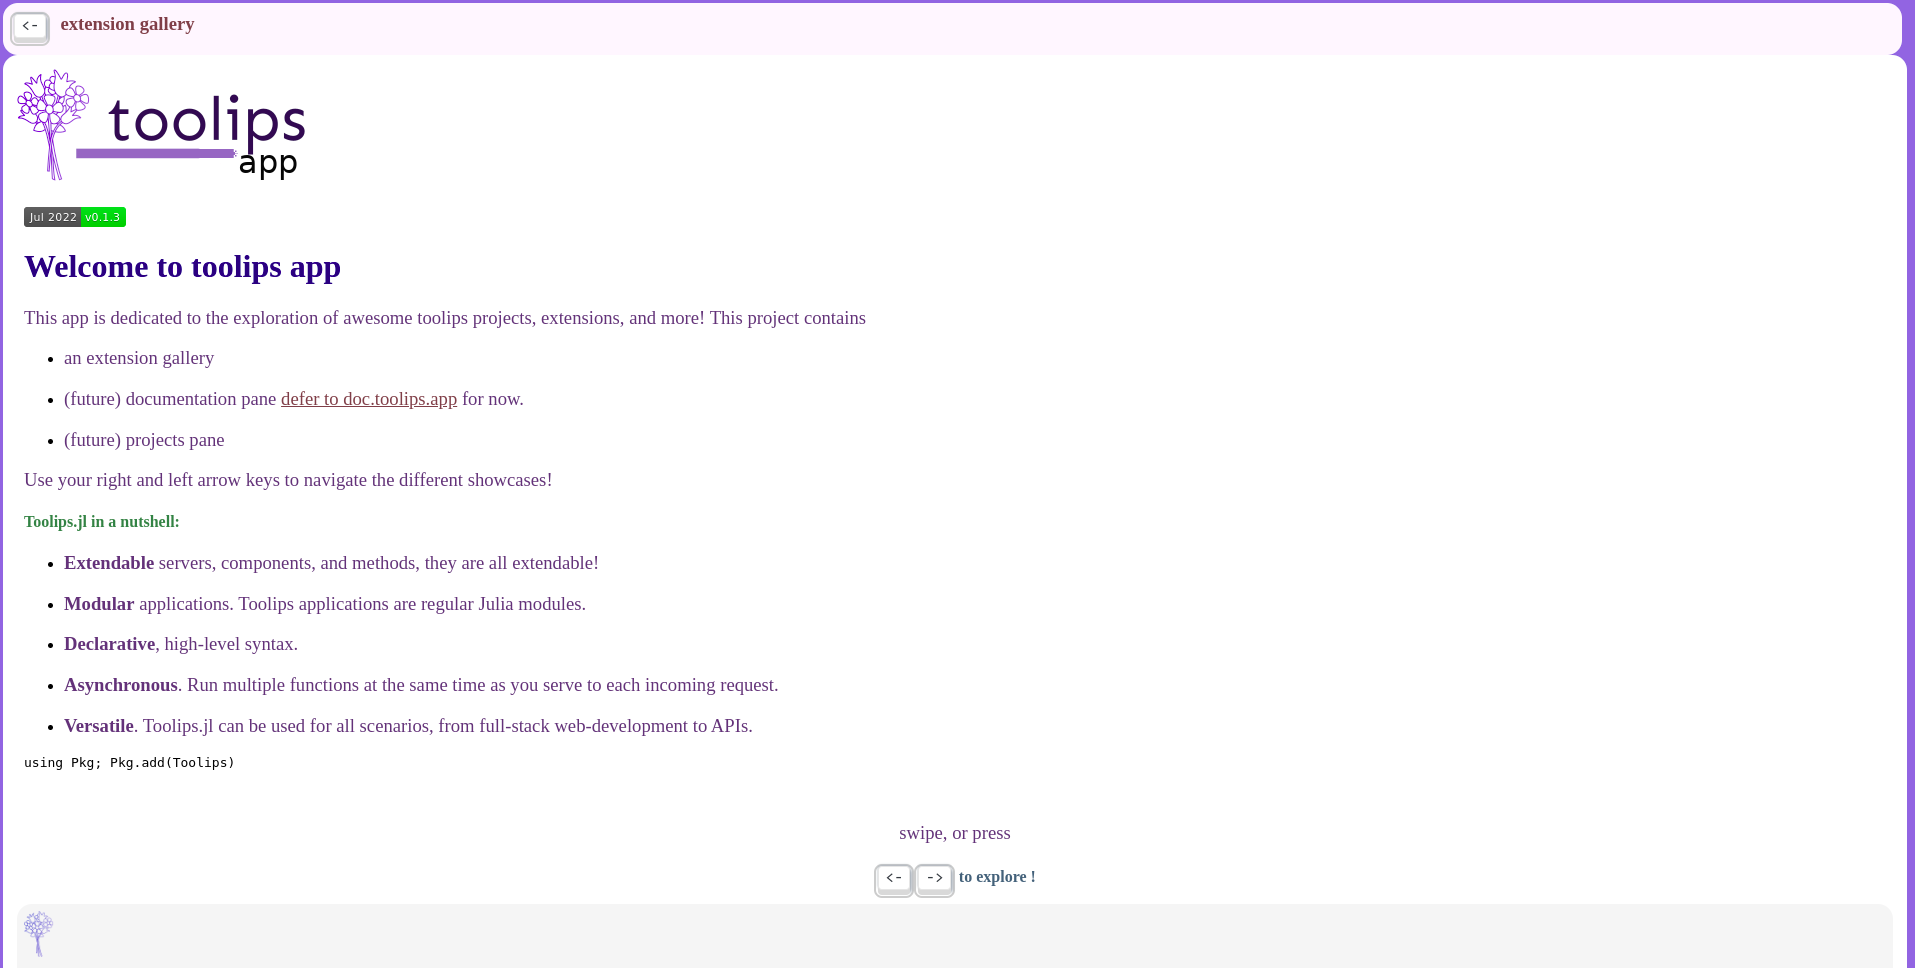 <- extension gallery
toolips
app
Jul 2022 v0.1.3
Welcome to toolips app
This app is dedicated to the exploration of awesome toolips projects, extensions, and more! This project contains
an extension gallery
(future) documentation pane defer to doc.toolips.app for now.
(future) projects pane
Use your right and left arrow keys to navigate the different showcases!
Toolips.jl in a nutshell:
Extendable servers, components, and methods, they are all extendable!
Modular applications. Toolips applications are regular Julia modules.
Declarative, high-level syntax.
Asynchronous. Run multiple functions at the same time as you serve to each incoming request.
Versatile. Toolips.jl can be used for all scenarios, from full-stack web-development to APIs.
using Pkg; Pkg.add(Toolips)
swipe, or press
<- -> to explore !